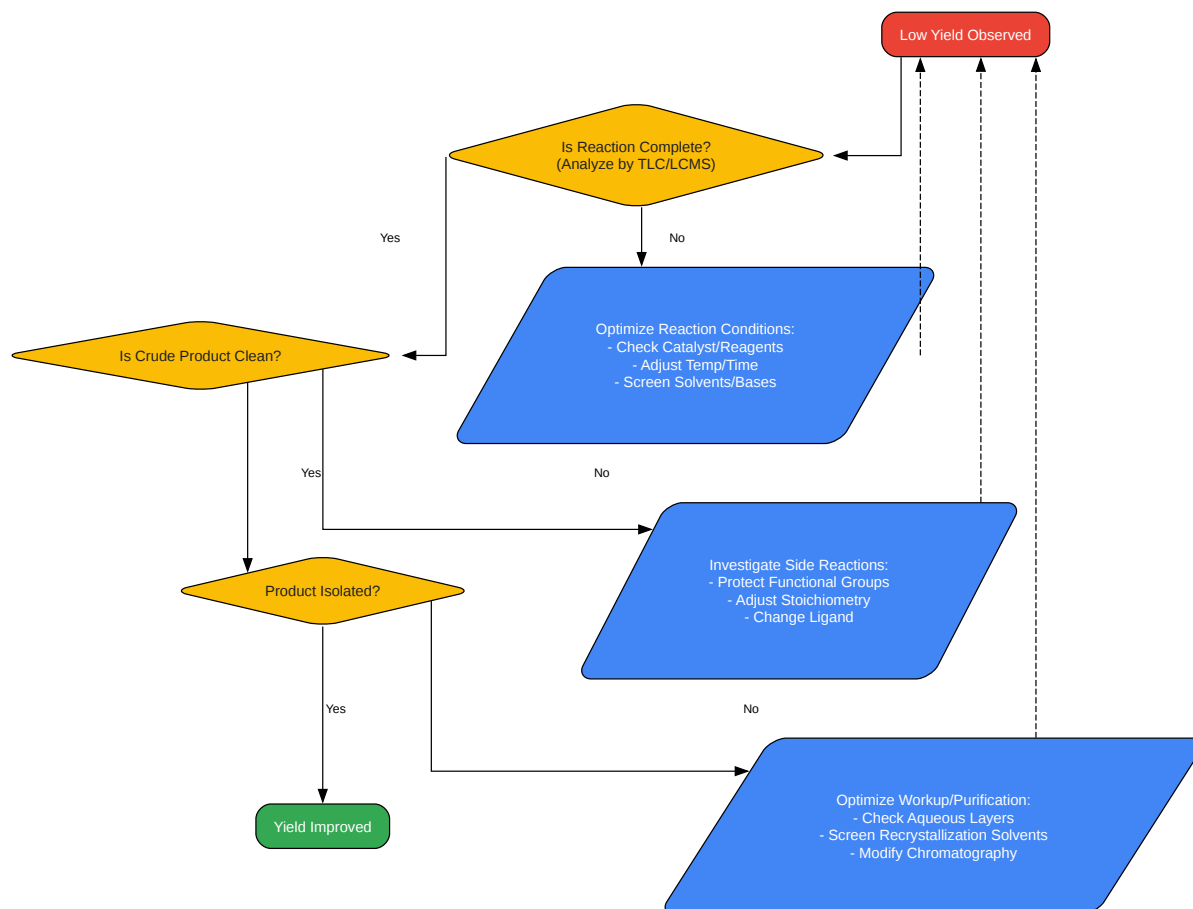 Low Yield Observed
Is Reaction Complete?
(Analyze by TLC/LCMS)
Yes
No
Optimize Reaction Conditions:
- Check Catalyst/Reagents
- Adjust Temp/Time
- Screen Solvents/Bases
Is Crude Product Clean?
Yes
No
Investigate Side Reactions:
- Protect Functional Groups
- Adjust Stoichiometry
- Change Ligand
Product Isolated?
Yes
No
Optimize Workup/Purification:
- Check Aqueous Layers
- Screen Recrystallization Solvents
- Modify Chromatography
Yield Improved